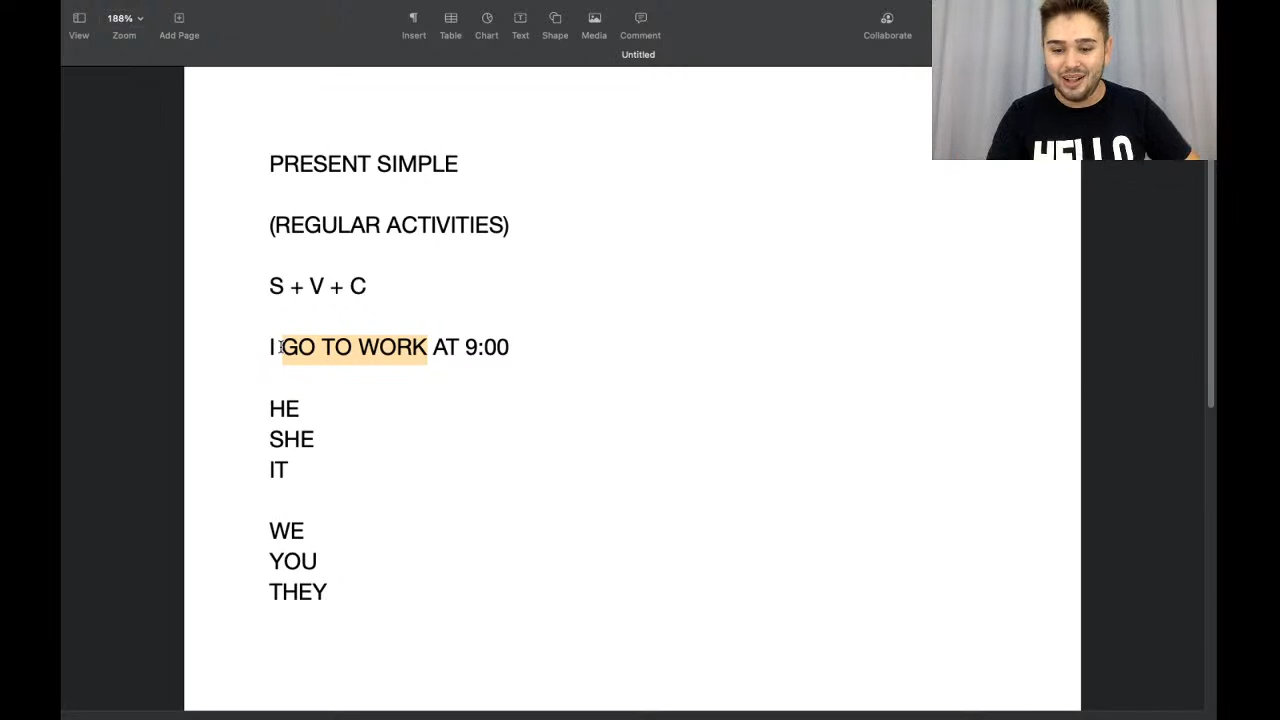 188%
View
Zoom
Add Page
Insert
Table
Chart
Text
Shape
Media
Comment
Collaborate
Untitled
HELLO
PRESENT SIMPLE
(REGULAR ACTIVITIES)
S + V + C
I GO TO WORK AT 9:00
HE
SHE
IT
WE
YOU
THEY